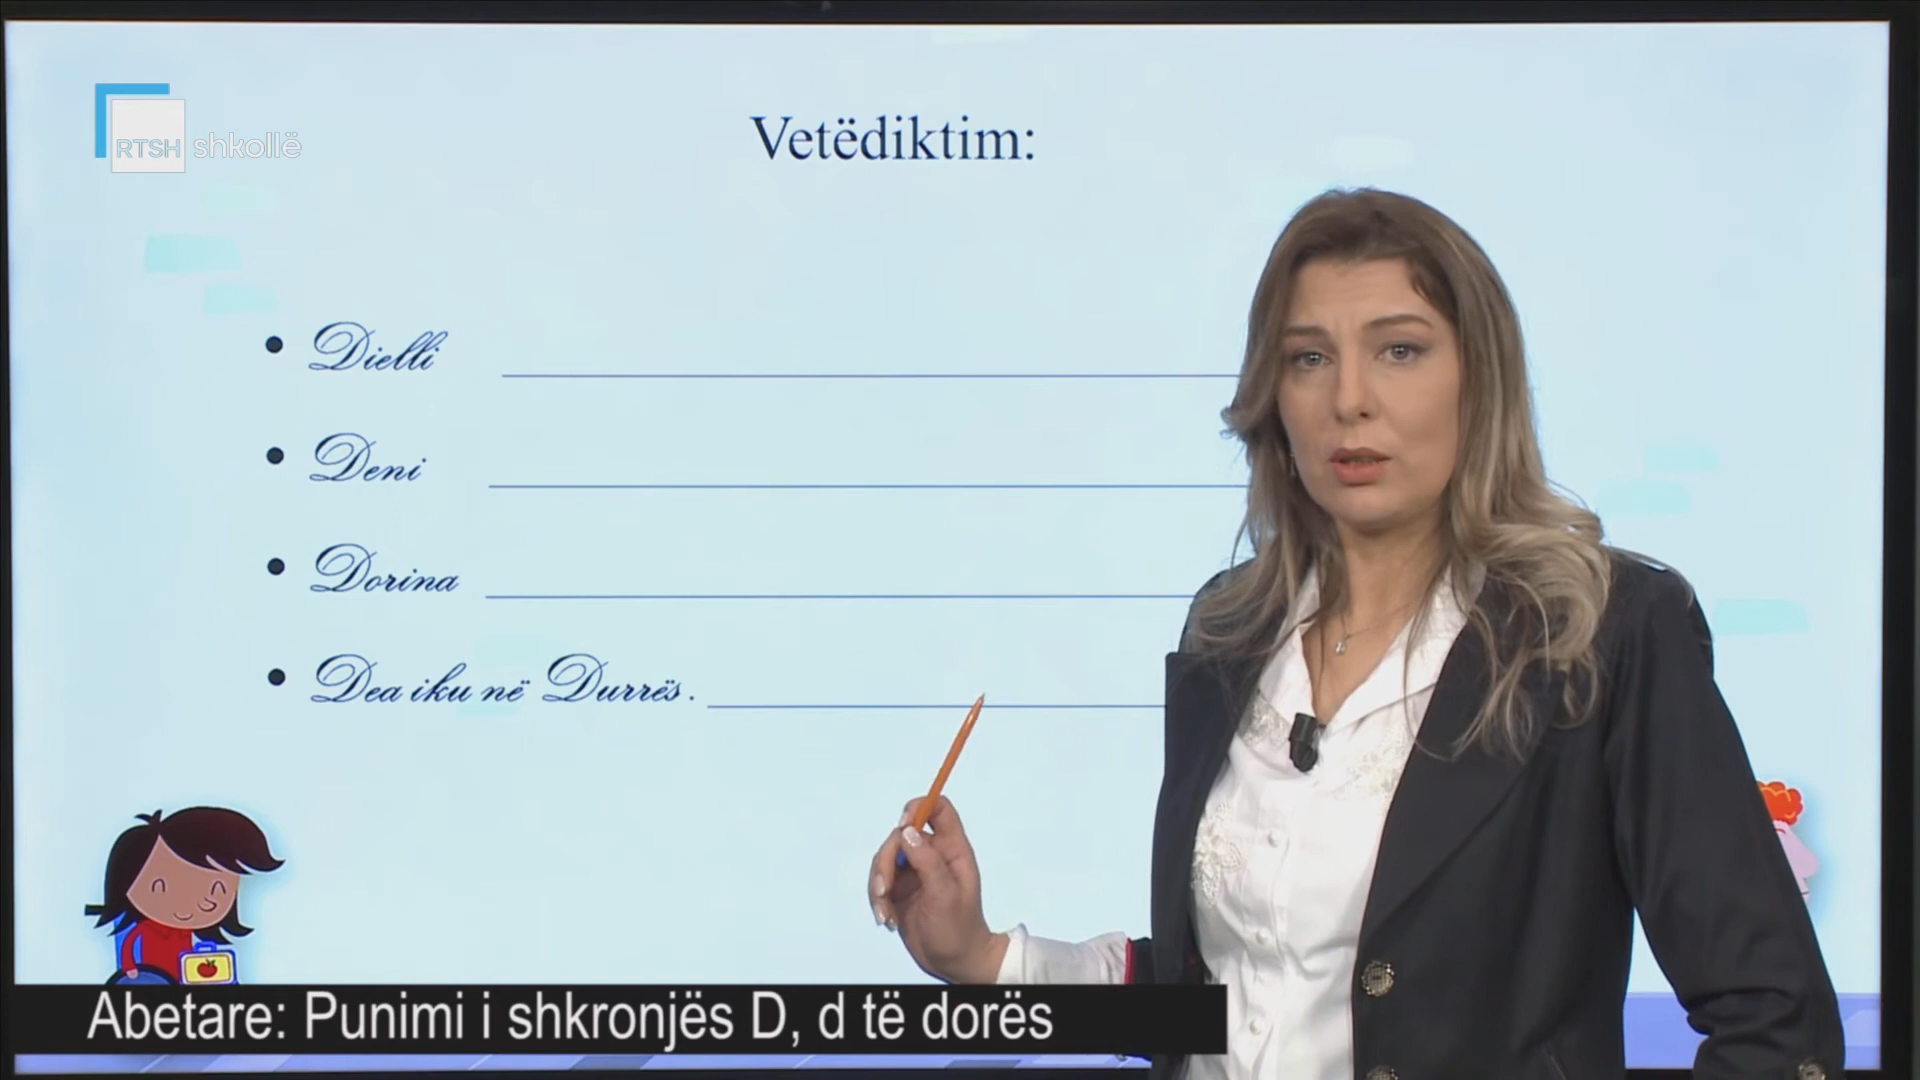 RTSH shkollë
Vetëdiktim:
Dielli
Deni
Dorina
Dea iku në Durrës.
Abetare: Punimi i shkronjës D, d të dorës